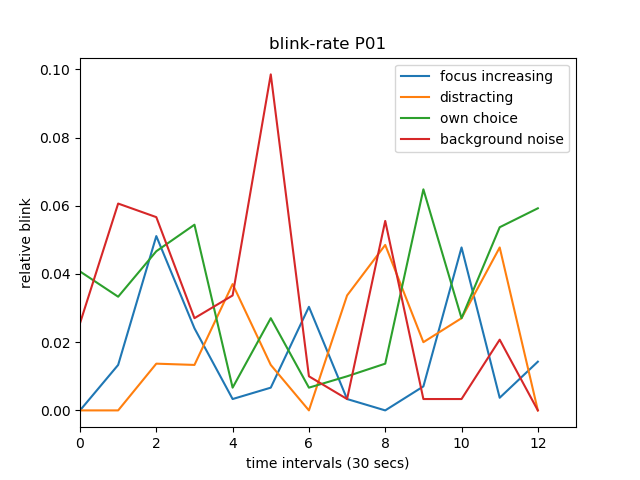 blink-rate P01
focus increasing
distracting
own choice
background noise
relative blink
0.10
0.08
0.06
0.04
0.02
0.00
0 2 4 6 8 10 12
time intervals (30 secs)